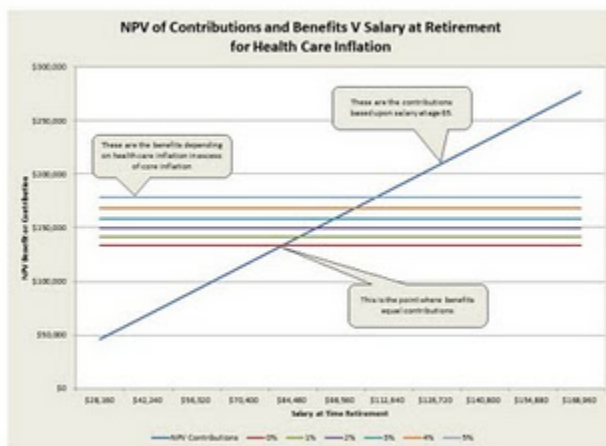 NPV of Contributions and Benefits V Salary at Retirement
for Health Care Inflation
$300,000
$250,000
$200,000
$150,000
$100,000
$50,000
$0
NPV Benefit or Contribution
These are the benefits depending
on health care inflation in excess
of core inflation
These are the contributions
based upon salary at age 65.
This is the point where benefits
equal contributions
$28,160 $42,240 $56,320 $70,400 $84,480 $98,560 $112,640 $126,720 $140,800 $154,880 $168,960
Salary at Time Retirement
NPV Contributions 0% 1% 2% 3% 4% 5%